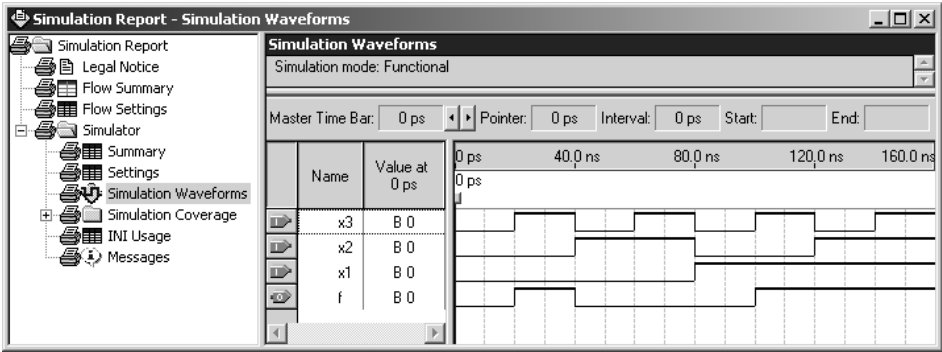 Simulation Report - Simulation Waveforms
Simulation Report
Legal Notice
Flow Summary
Flow Settings
Simulator
Summary
Settings
Simulation Waveforms
Simulation Coverage
INI Usage
Messages
Simulation Waveforms
Simulation mode: Functional
Master Time Bar: 0 ps Pointer: 0 ps Interval: 0 ps Start: End:
Name Value at 0 ps
0 ps 40.0 ns 80.0 ns 120.0 ns 160.0 ns
0 ps
x3 B 0
x2 B 0
x1 B 0
f B 0